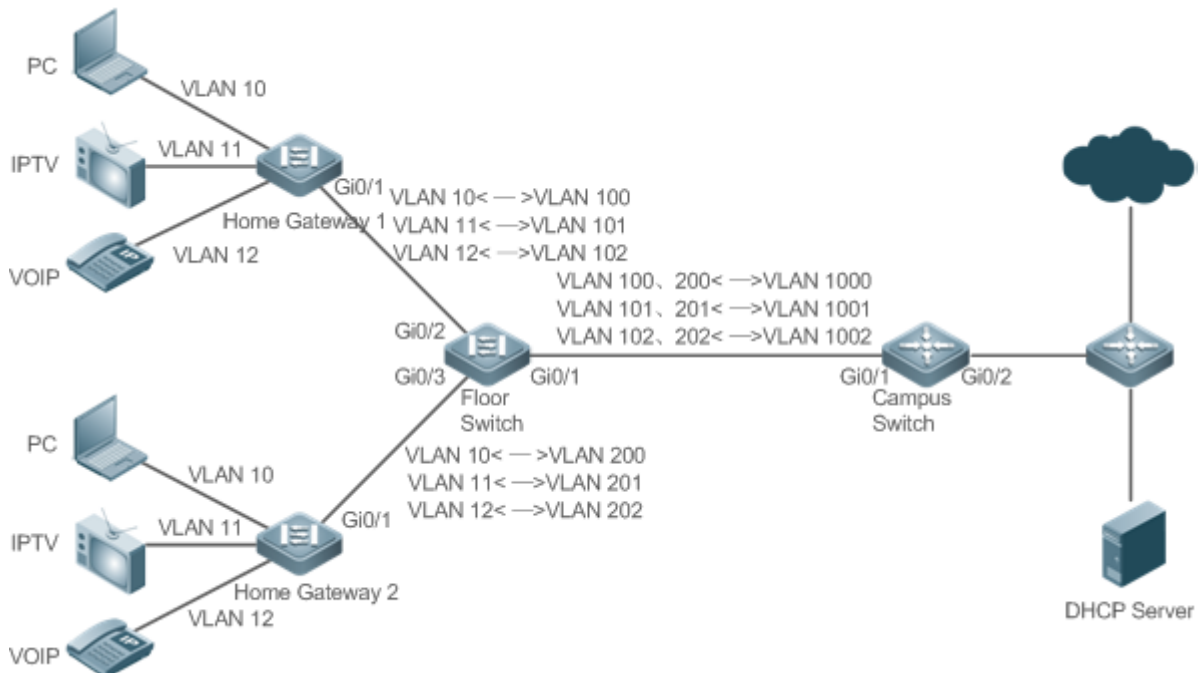 PC
VLAN 10
IPTV
VLAN 11
Gi0/1
Home Gateway 1
VOIP
VLAN 12
VLAN 10< — >VLAN 100
VLAN 11< —>VLAN 101
VLAN 12< —>VLAN 102
VLAN 100、200< —>VLAN 1000
VLAN 101、201< —>VLAN 1001
VLAN 102、202< —>VLAN 1002
Gi0/2
Gi0/3
Gi0/1
Floor
Switch
Gi0/1
Gi0/2
Campus
Switch
VLAN 10< — >VLAN 200
VLAN 11< —>VLAN 201
VLAN 12< —>VLAN 202
PC
VLAN 10
IPTV
VLAN 11
Gi0/1
Home Gateway 2
VLAN 12
VOIP
DHCP Server
IP
IP